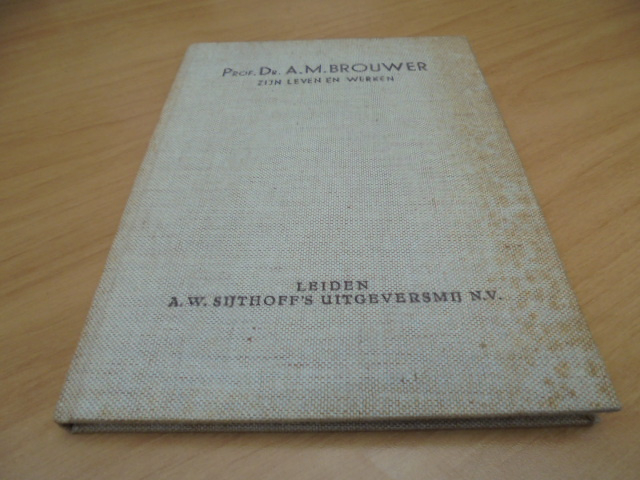 PROF. DR. A. M. BROUWER
ZIJN LEVEN EN WERKEN
LEIDEN
A. W. SIJTHOFF'S UITGEVERSMIJ N.V.